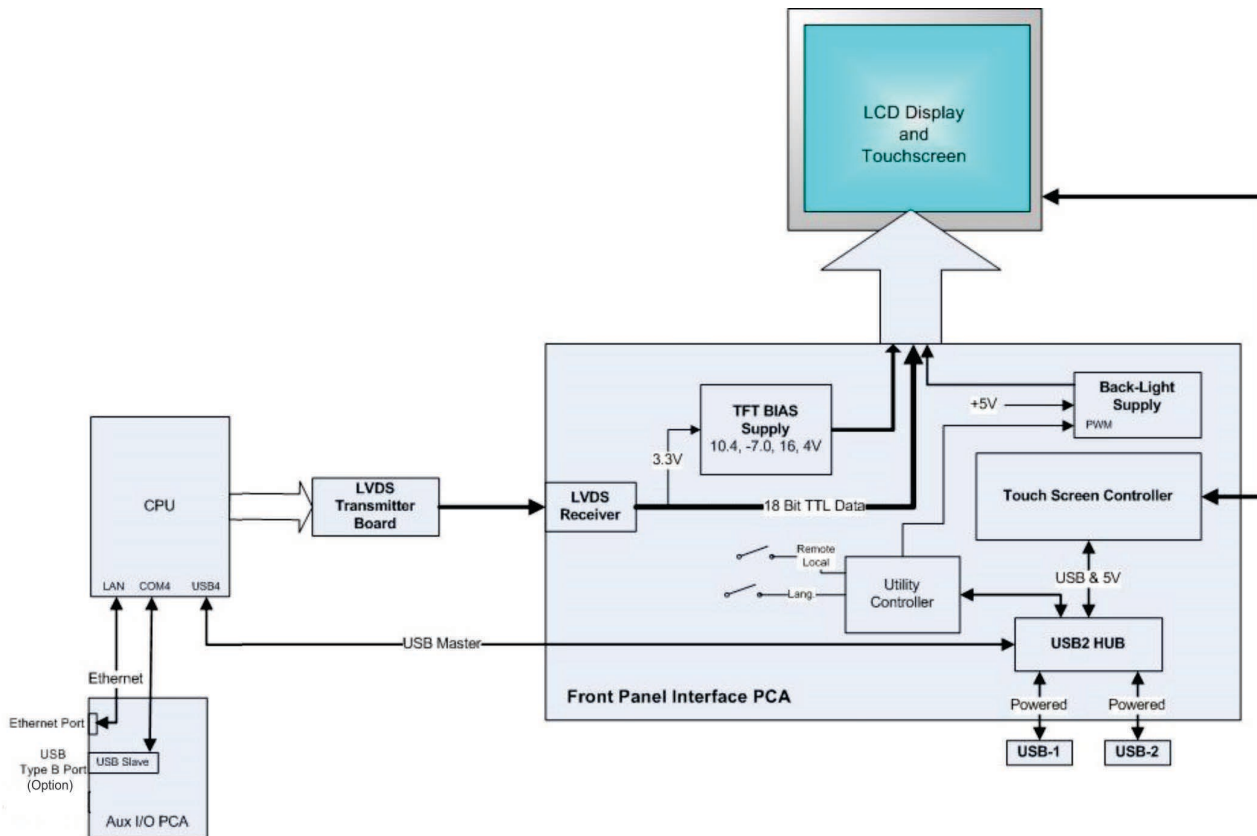 LCD Display
and
Touchscreen
Back-Light
Supply
+5V
PWM
TFT BIAS
Supply
10.4, -7.0, 16, 4V
3.3V
CPU
LVDS
Transmitter
Board
LVDS
Receiver
18 Bit TTL Data
Touch Screen Controller
Remote
Local
Lang.
Utility
Controller
USB & 5V
LAN COM4 USB4
USB Master
USB2 HUB
Ethernet
Front Panel Interface PCA
Powered
Powered
USB-1
USB-2
Ethernet Port
USB
Type B Port
(Option)
USB Slave
Aux I/O PCA